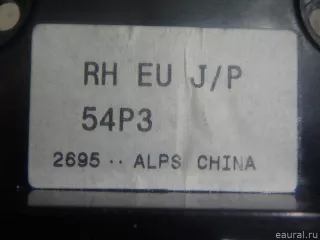 RH EU J/P
54P3
2695 ·· ALPS CHINA
eaural.ru